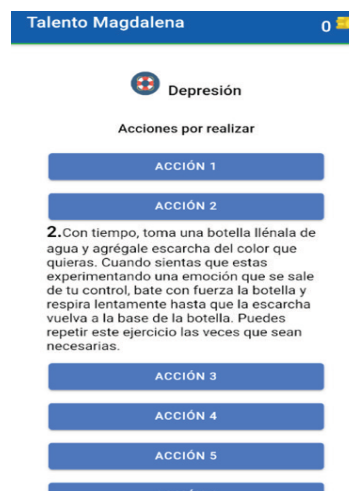 Talento Magdalena 0
Depresión
Acciones por realizar
ACCIÓN 1
ACCIÓN 2
2.Con tiempo, toma una botella llénala de
agua y agrégale escarcha del color que
quieras. Cuando sientas que estas
experimentando una emoción que se sale
de tu control, bate con fuerza la botella y
respira lentamente hasta que la escarcha
vuelva a la base de la botella. Puedes
repetir este ejercicio las veces que sean
necesarias.
ACCIÓN 3
ACCIÓN 4
ACCIÓN 5